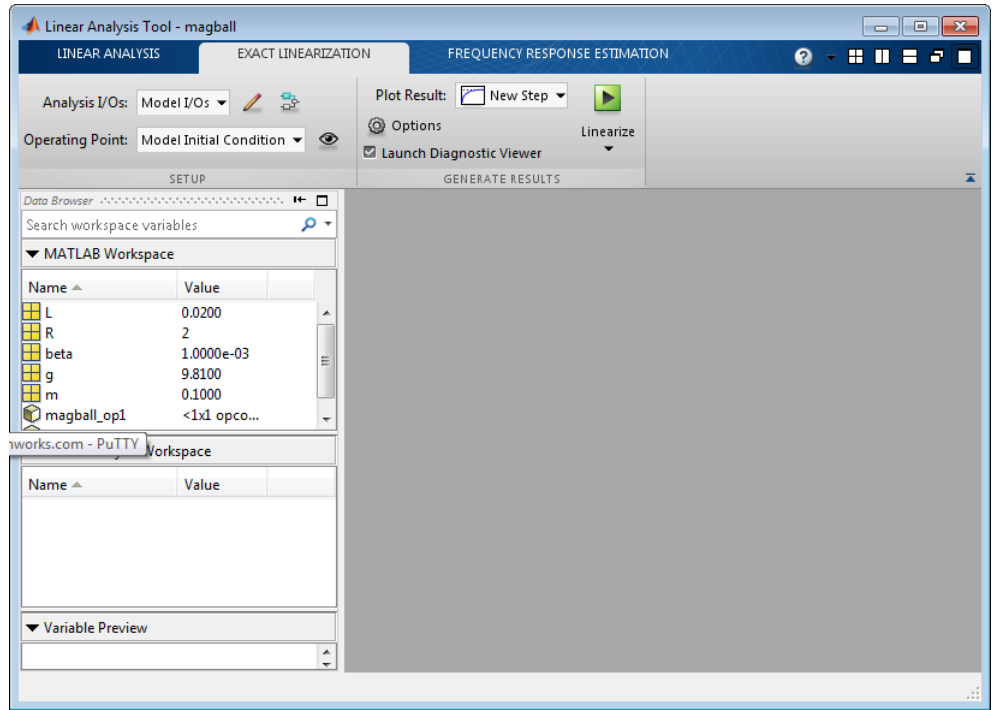 Linear Analysis Tool - magball
LINEAR ANALYSIS EXACT LINEARIZATION FREQUENCY RESPONSE ESTIMATION
Analysis I/Os: Model I/Os
Operating Point: Model Initial Condition
SETUP
Plot Result: New Step
Options
Launch Diagnostic Viewer
Linearize
GENERATE RESULTS
Data Browser
Search workspace variables
MATLAB Workspace
Name Value
L 0.0200
R 2
beta 1.0000e-03
g 9.8100
m 0.1000
magball_op1 <1x1 opco...
works.com - PuTTY
Workspace
Name Value
Variable Preview